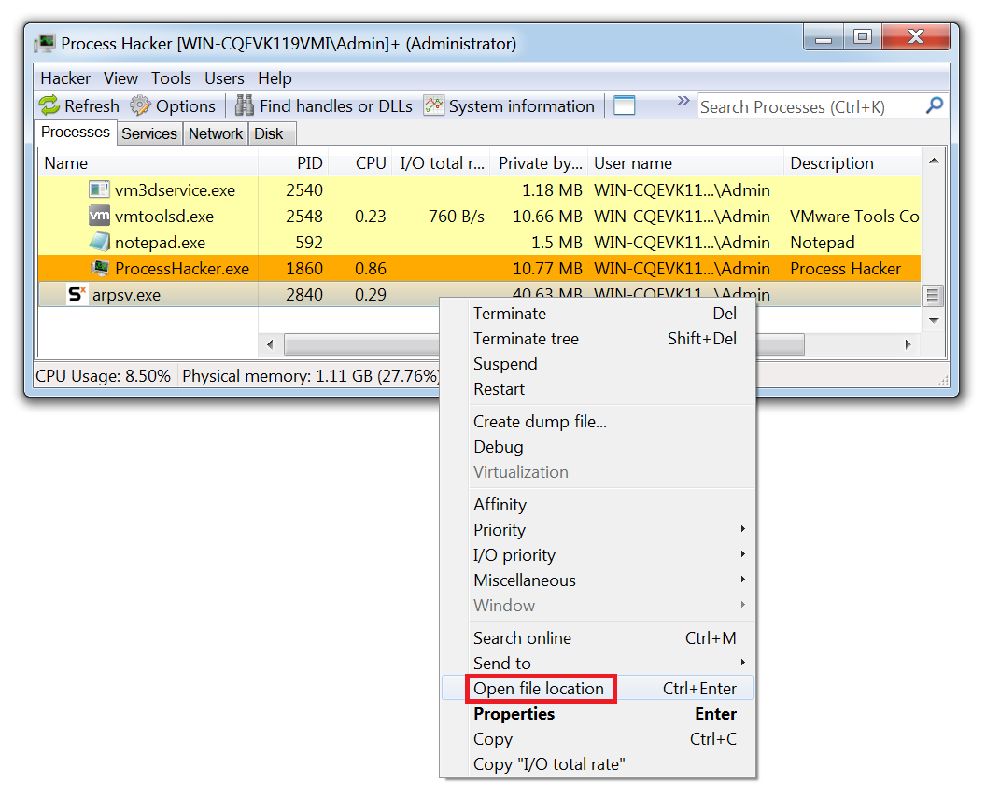 Process Hacker [WIN-CQEVK119VMI\Admin]+ (Administrator)
Hacker View Tools Users Help
Refresh Options Find handles or DLLs System information » Search Processes (Ctrl+K)
Processes Services Network Disk
Name PID CPU I/O total r... Private by... User name Description
vm3dservice.exe 2540 1.18 MB WIN-CQEVK11...\Admin
vm vmtoolsd.exe 2548 0.23 760 B/s 10.66 MB WIN-CQEVK11...\Admin VMware Tools Co
notepad.exe 592 1.5 MB WIN-CQEVK11...\Admin Notepad
ProcessHacker.exe 1860 0.86 10.77 MB WIN-CQEVK11...\Admin Process Hacker
Sx arpsv.exe 2840 0.29 40.63 MB WIN-CQEVK11...\Admin
CPU Usage: 8.50% Physical memory: 1.11 GB (27.76%)
Terminate Del
Terminate tree Shift+Del
Suspend
Restart
Create dump file...
Debug
Virtualization
Affinity
Priority
I/O priority
Miscellaneous
Window
Search online Ctrl+M
Send to
Open file location Ctrl+Enter
Properties Enter
Copy Ctrl+C
Copy "I/O total rate"